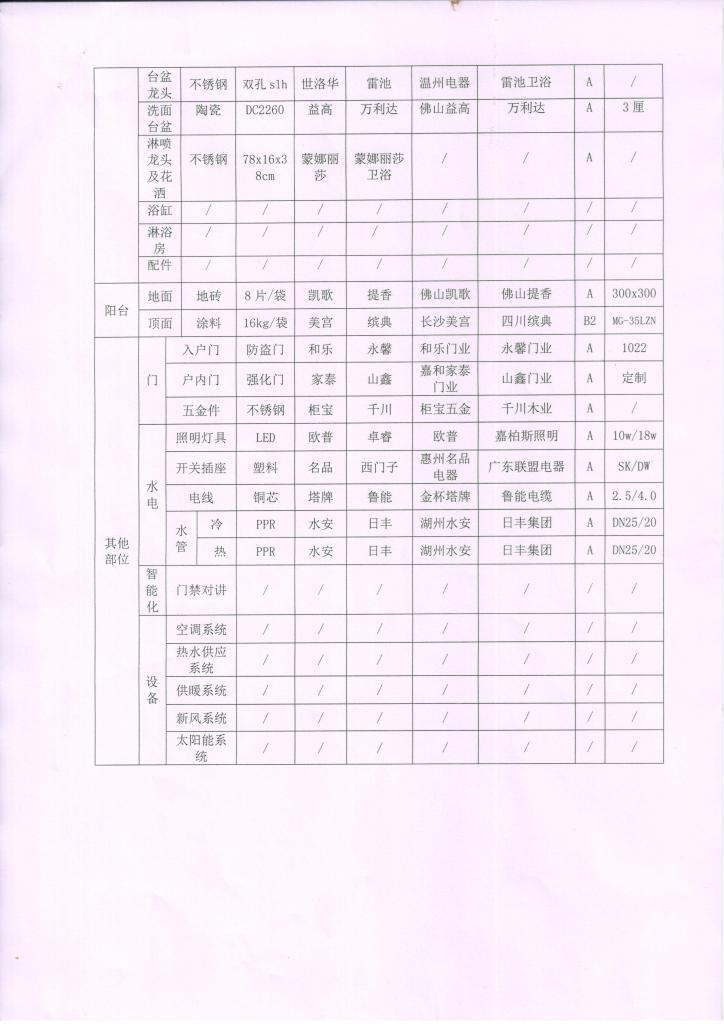 台盆龙头 不锈钢 双孔slh 世洛华 雷池 温州电器 雷池卫浴 A /
洗面台盆 陶瓷 DC2260 益高 万利达 佛山益高 万利达 A 3厘
淋喷龙头及花洒 不锈钢 78x16x38cm 蒙娜丽莎 蒙娜丽莎卫浴 / / A /
浴缸 / / / / / / / /
淋浴房 / / / / / / / /
配件 / / / / / / / /
阳台 地面 地砖 8片/袋 凯歌 提香 佛山凯歌 佛山提香 A 300x300
顶面 涂料 16kg/袋 美宫 缤典 长沙美宫 四川缤典 B2 MG-35LZN
其他部位 门 入户门 防盗门 和乐 永馨 和乐门业 永馨门业 A 1022
户内门 强化门 家泰 山鑫 嘉和家泰门业 山鑫门业 A 定制
五金件 不锈钢 柜宝 千川 柜宝五金 千川木业 A /
水电 照明灯具 LED 欧普 卓睿 欧普 嘉柏斯照明 A 10w/18w
开关插座 塑料 名品 西门子 惠州名品电器 广东联盟电器 A SK/DW
电线 铜芯 塔牌 鲁能 金杯塔牌 鲁能电缆 A 2.5/4.0
水管 冷 PPR 水安 日丰 湖州水安 日丰集团 A DN25/20
热 PPR 水安 日丰 湖州水安 日丰集团 A DN25/20
智能化 门禁对讲 / / / / / / / /
设备 空调系统 / / / / / / / /
热水供应系统 / / / / / / / /
供暖系统 / / / / / / / /
新风系统 / / / / / / / /
太阳能系统 / / / / / / / /